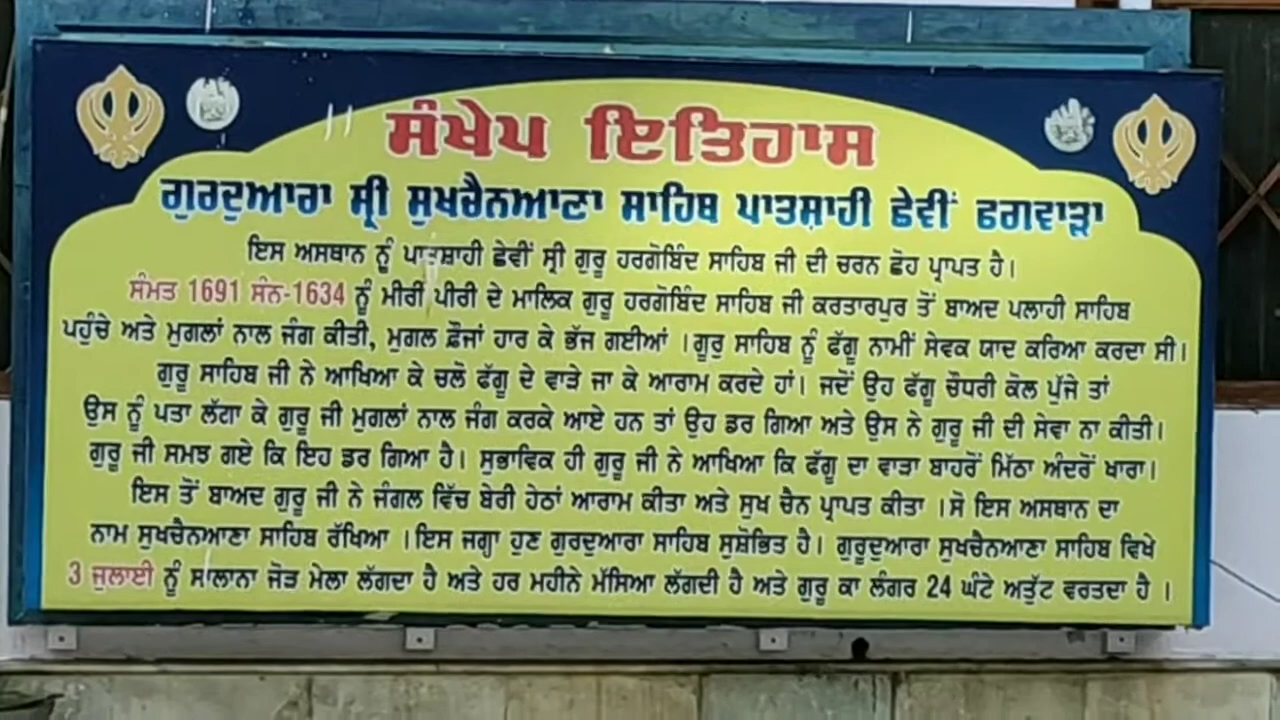 ਸੰਖੇਪ ਇਤਿਹਾਸ
ਗੁਰਦੁਆਰਾ ਸ੍ਰੀ ਸੁਖਚੈਨਆਣਾ ਸਾਹਿਬ ਪਾਤਸ਼ਾਹੀ ਛੇਵੀਂ ਫਗਵਾੜਾ
ਇਸ ਅਸਥਾਨ ਨੂੰ ਪਾਤਸ਼ਾਹੀ ਛੇਵੀਂ ਸ੍ਰੀ ਗੁਰੂ ਹਰਗੋਬਿੰਦ ਸਾਹਿਬ ਜੀ ਦੀ ਚਰਨ ਛੋਹ ਪ੍ਰਾਪਤ ਹੈ।
ਸੰਮਤ 1691 ਸੰਨ-1634 ਨੂੰ ਮੀਰੀ ਪੀਰੀ ਦੇ ਮਾਲਿਕ ਗੁਰੂ ਹਰਗੋਬਿੰਦ ਸਾਹਿਬ ਜੀ ਕਰਤਾਰਪੁਰ ਤੋਂ ਬਾਅਦ ਪਲਾਹੀ ਸਾਹਿਬ
ਪਹੁੰਚੇ ਅਤੇ ਮੁਗਲਾਂ ਨਾਲ ਜੰਗ ਕੀਤੀ, ਮੁਗਲ ਫ਼ੌਜਾਂ ਹਾਰ ਕੇ ਭੱਜ ਗਈਆਂ ।ਗੂਰੁ ਸਾਹਿਬ ਨੂੰ ਫੱਗੂ ਨਾਮੀਂ ਸੇਵਕ ਯਾਦ ਕਰਿਆ ਕਰਦਾ ਸੀ।
ਗੁਰੂ ਸਾਹਿਬ ਜੀ ਨੇ ਆਖਿਆ ਕੇ ਚਲੋ ਫੱਗੂ ਦੇ ਵਾੜੇ ਜਾ ਕੇ ਆਰਾਮ ਕਰਦੇ ਹਾਂ। ਜਦੋਂ ਉਹ ਫੱਗੂ ਚੌਧਰੀ ਕੋਲ ਪੁੱਜੇ ਤਾਂ
ਉਸ ਨੂੰ ਪਤਾ ਲੱਗਾ ਕੇ ਗੁਰੂ ਜੀ ਮੁਗਲਾਂ ਨਾਲ ਜੰਗ ਕਰਕੇ ਆਏ ਹਨ ਤਾਂ ਉਹ ਡਰ ਗਿਆ ਅਤੇ ਉਸ ਨੇ ਗੁਰੂ ਜੀ ਦੀ ਸੇਵਾ ਨਾ ਕੀਤੀ।
ਗੁਰੂ ਜੀ ਸਮਝ ਗਏ ਕਿ ਇਹ ਡਰ ਗਿਆ ਹੈ। ਸੁਭਾਵਿਕ ਹੀ ਗੁਰੂ ਜੀ ਨੇ ਆਖਿਆ ਕਿ ਫੱਗੂ ਦਾ ਵਾੜਾ ਬਾਹਰੋਂ ਮਿੱਠਾ ਅੰਦਰੋਂ ਖਾਰਾ।
ਇਸ ਤੋਂ ਬਾਅਦ ਗੁਰੂ ਜੀ ਨੇ ਜੰਗਲ ਵਿੱਚ ਬੇਰੀ ਹੇਠਾਂ ਆਰਾਮ ਕੀਤਾ ਅਤੇ ਸੁਖ ਚੈਨ ਪ੍ਰਾਪਤ ਕੀਤਾ ।ਸੋ ਇਸ ਅਸਥਾਨ ਦਾ
ਨਾਮ ਸੁਖਚੈਨਆਣਾ ਸਾਹਿਬ ਰੱਖਿਆ ।ਇਸ ਜਗ੍ਹਾ ਹੁਣ ਗੁਰਦੁਆਰਾ ਸਾਹਿਬ ਸੁਸ਼ੋਭਿਤ ਹੈ। ਗੁਰੂਦੁਆਰਾ ਸੁਖਚੈਨਆਣਾ ਸਾਹਿਬ ਵਿਖੇ
3 ਜੁਲਾਈ ਨੂੰ ਸਾਲਾਨਾ ਜੋੜ ਮੇਲਾ ਲੱਗਦਾ ਹੈ ਅਤੇ ਹਰ ਮਹੀਨੇ ਮੱਸਿਆ ਲੱਗਦੀ ਹੈ ਅਤੇ ਗੁਰੂ ਕਾ ਲੰਗਰ 24 ਘੰਟੇ ਅਤੁੱਟ ਵਰਤਦਾ ਹੈ ।